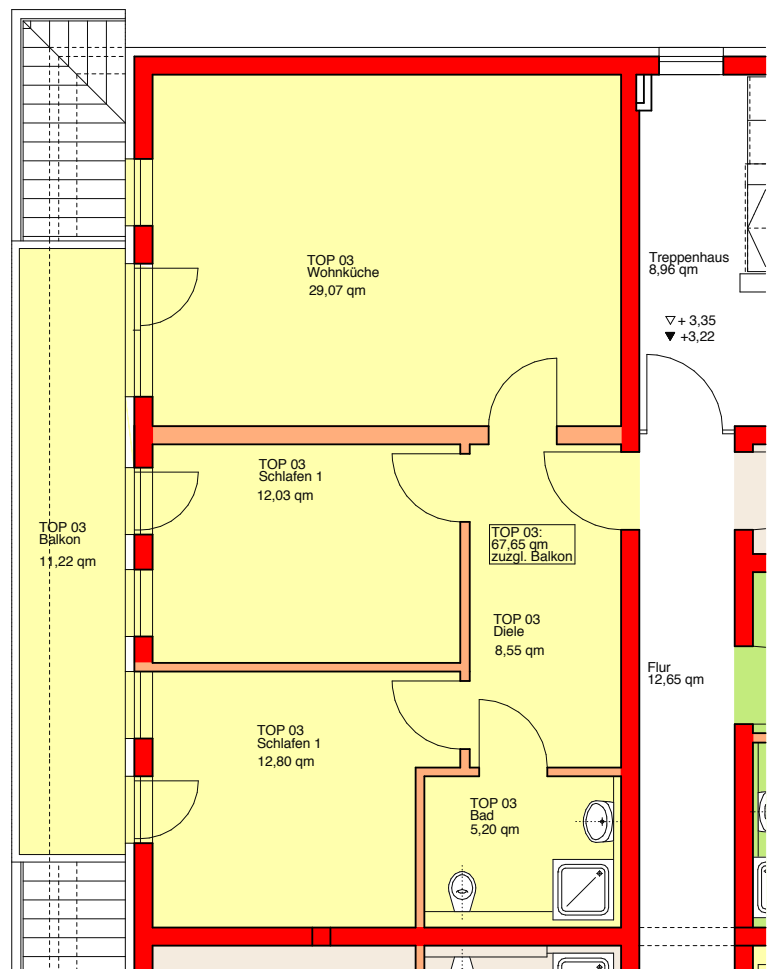 TOP 03
Wohnküche
29,07 qm
Treppenhaus
8,96 qm
+ 3,35
+3,22
TOP 03
Schlafen 1
12,03 qm
TOP 03
Balkon
11,22 qm
TOP 03:
67,65 qm
zuzgl. Balkon
TOP 03
Diele
8,55 qm
Flur
12,65 qm
TOP 03
Schlafen 1
12,80 qm
TOP 03
Bad
5,20 qm